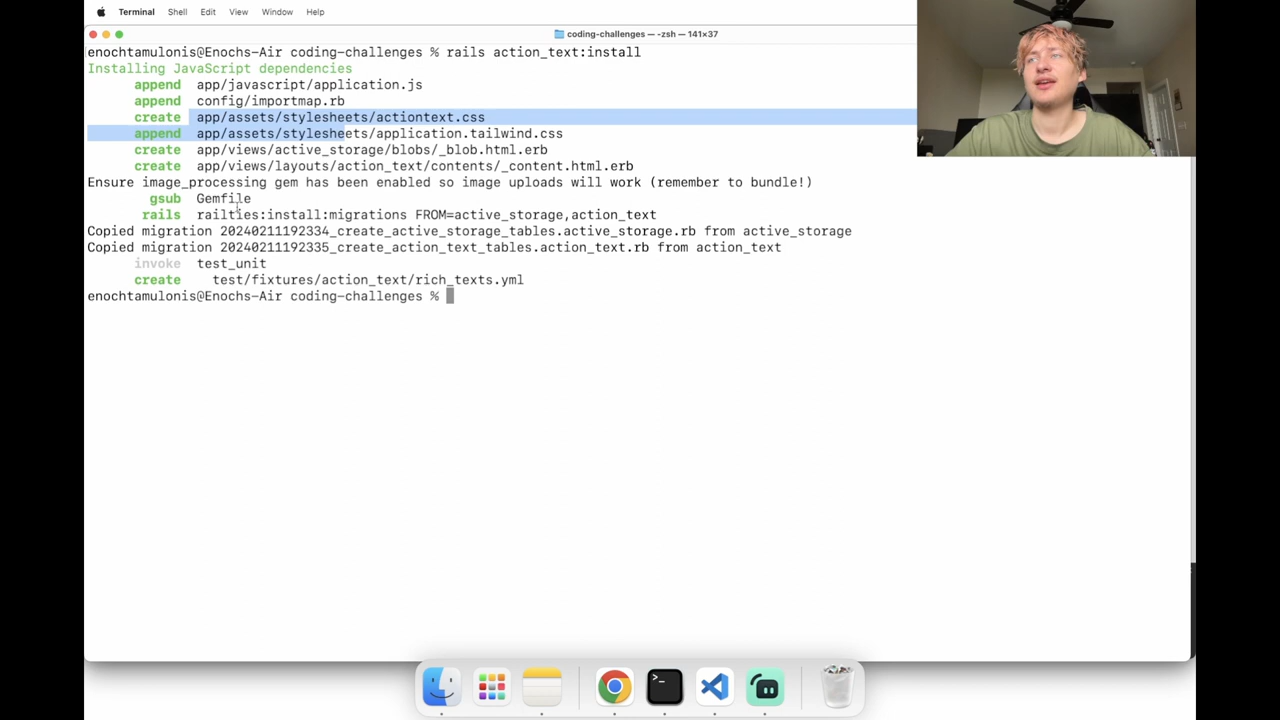 Terminal Shell Edit View Window Help
coding-challenges — -zsh — 141×37
enochtamulonis@Enochs-Air coding-challenges % rails action_text:install
Installing JavaScript dependencies
append app/javascript/application.js
append config/importmap.rb
create app/assets/stylesheets/actiontext.css
append app/assets/stylesheets/application.tailwind.css
create app/views/active_storage/blobs/_blob.html.erb
create app/views/layouts/action_text/contents/_content.html.erb
Ensure image_processing gem has been enabled so image uploads will work (remember to bundle!)
gsub Gemfile
rails railties:install:migrations FROM=active_storage,action_text
Copied migration 20240211192334_create_active_storage_tables.active_storage.rb from active_storage
Copied migration 20240211192335_create_action_text_tables.action_text.rb from action_text
invoke test_unit
create test/fixtures/action_text/rich_texts.yml
enochtamulonis@Enochs-Air coding-challenges %